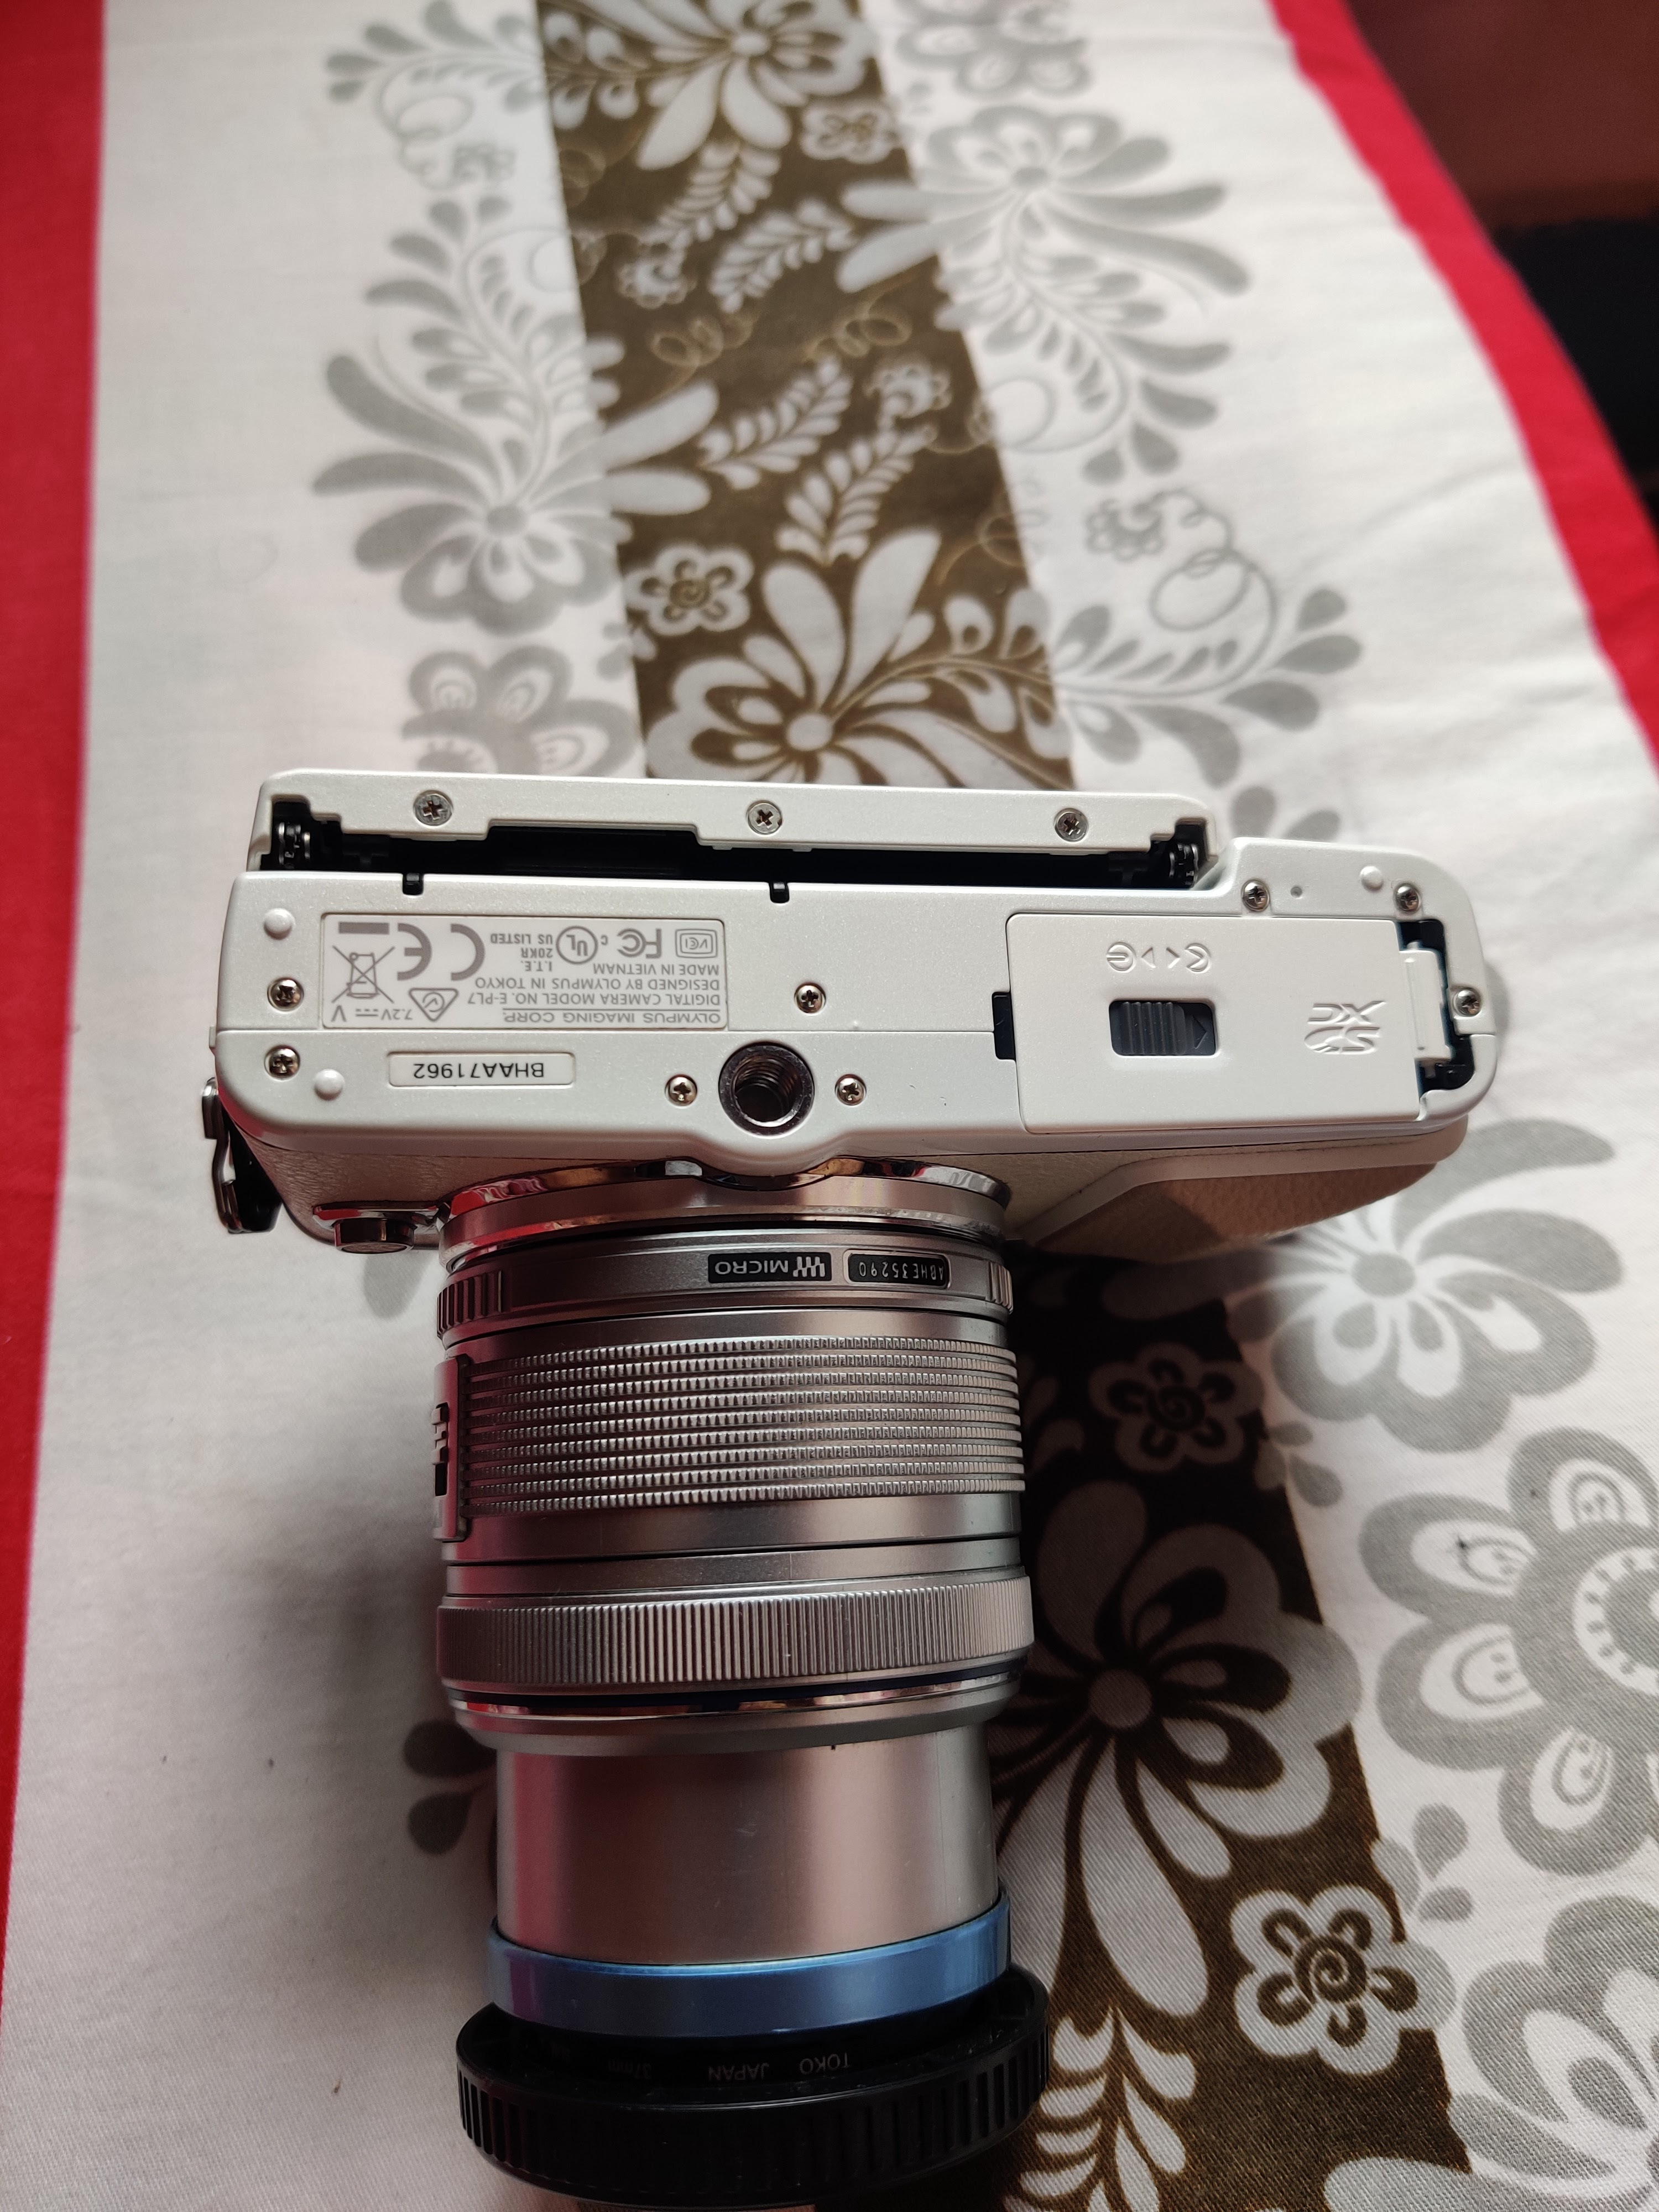 OLYMPUS IMAGING CORP.
DIGITAL CAMERA MODEL NO. E-PL7
DESIGNED BY OLYMPUS IN TOKYO
MADE IN VIETNAM
7.2V V
VCCI FC c UL US LISTED
I.T.E.
20KR
CE
BHAA71962
SD
XC
MICRO
ABHE35290
TOKO JAPAN 37mm